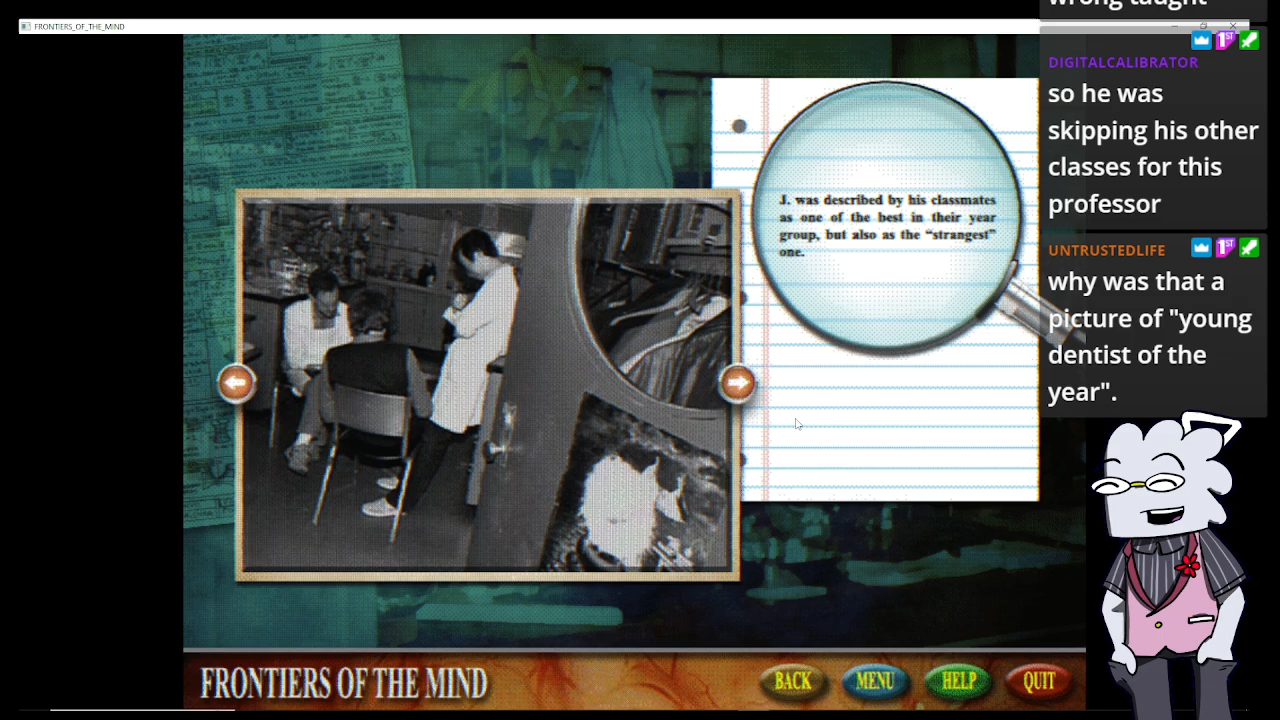 FRONTIERS_OF_THE_MIND
wrong taught
DIGITALCALIBRATOR
so he was
skipping his other
classes for this
professor
UNTRUSTEDLIFE
why was that a
picture of "young
dentist of the
year".
J. was described by his classmates
as one of the best in their year
group, but also as the “strangest”
one.
FRONTIERS OF THE MIND
BACK
MENU
HELP
QUIT